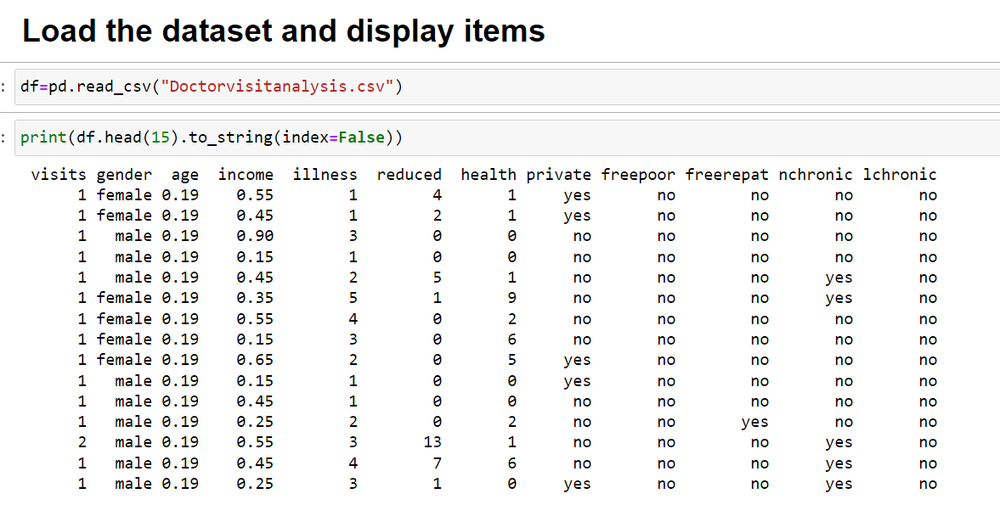 Load the dataset and display items
: df=pd.read_csv("Doctorvisitanalysis.csv")
: print(df.head(15).to_string(index=False))
visits gender age income illness reduced health private freepoor freerepat nchronic lchronic
1 female 0.19 0.55 1 4 1 yes no no no no
1 female 0.19 0.45 1 2 1 yes no no no no
1 male 0.19 0.90 3 0 0 no no no no no
1 male 0.19 0.15 1 0 0 no no no no no
1 male 0.19 0.45 2 5 1 no no no yes no
1 female 0.19 0.35 5 1 9 no no no yes no
1 female 0.19 0.55 4 0 2 no no no no no
1 female 0.19 0.15 3 0 6 no no no no no
1 female 0.19 0.65 2 0 5 yes no no no no
1 male 0.19 0.15 1 0 0 yes no no no no
1 male 0.19 0.45 1 0 0 no no no no no
1 male 0.19 0.25 2 0 2 no no yes no no
2 male 0.19 0.55 3 13 1 no no no yes no
1 male 0.19 0.45 4 7 6 no no no yes no
1 male 0.19 0.25 3 1 0 yes no no yes no